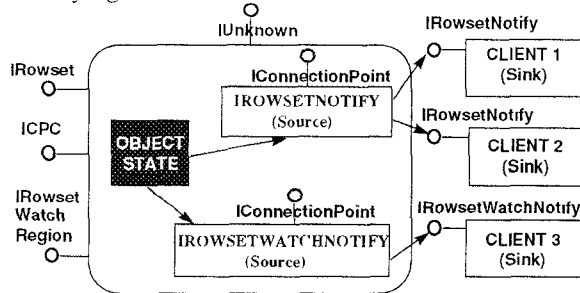 IUnknown
IRowsetNotify
IRowset
IConnectionPoint
IROWSETNOTIFY
(Source)
CLIENT 1
(Sink)
ICPC
OBJECT
STATE
IRowsetNotify
CLIENT 2
(Sink)
IRowset
Watch
Region
IConnectionPoint
IROWSETWATCHNOTIFY
(Source)
IRowsetWatchNotify
CLIENT 3
(Sink)